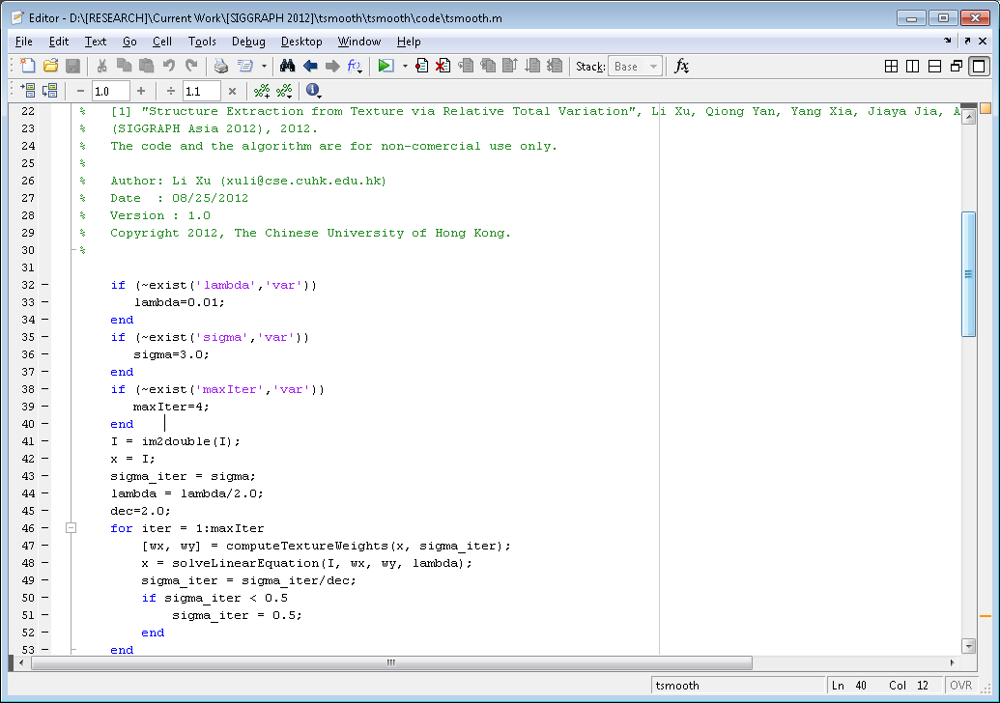 Editor - D:\[RESEARCH]\Current Work\[SIGGRAPH 2012]\tsmooth\tsmooth\code\tsmooth.m
File Edit Text Go Cell Tools Debug Desktop Window Help
Stack: Base fx
− 1.0 + ÷ 1.1 ×
22 % [1] "Structure Extraction from Texture via Relative Total Variation", Li Xu, Qiong Yan, Yang Xia, Jiaya Jia, A
23 % (SIGGRAPH Asia 2012), 2012.
24 % The code and the algorithm are for non-comercial use only.
25 %
26 % Author: Li Xu (xuli@cse.cuhk.edu.hk)
27 % Date : 08/25/2012
28 % Version : 1.0
29 % Copyright 2012, The Chinese University of Hong Kong.
30 %
31
32 – if (~exist('lambda','var'))
33 – lambda=0.01;
34 – end
35 – if (~exist('sigma','var'))
36 – sigma=3.0;
37 – end
38 – if (~exist('maxIter','var'))
39 – maxIter=4;
40 – end
41 – I = im2double(I);
42 – x = I;
43 – sigma_iter = sigma;
44 – lambda = lambda/2.0;
45 – dec=2.0;
46 – for iter = 1:maxIter
47 – [wx, wy] = computeTextureWeights(x, sigma_iter);
48 – x = solveLinearEquation(I, wx, wy, lambda);
49 – sigma_iter = sigma_iter/dec;
50 – if sigma_iter < 0.5
51 – sigma_iter = 0.5;
52 – end
53 – end
tsmooth Ln 40 Col 12 OVR